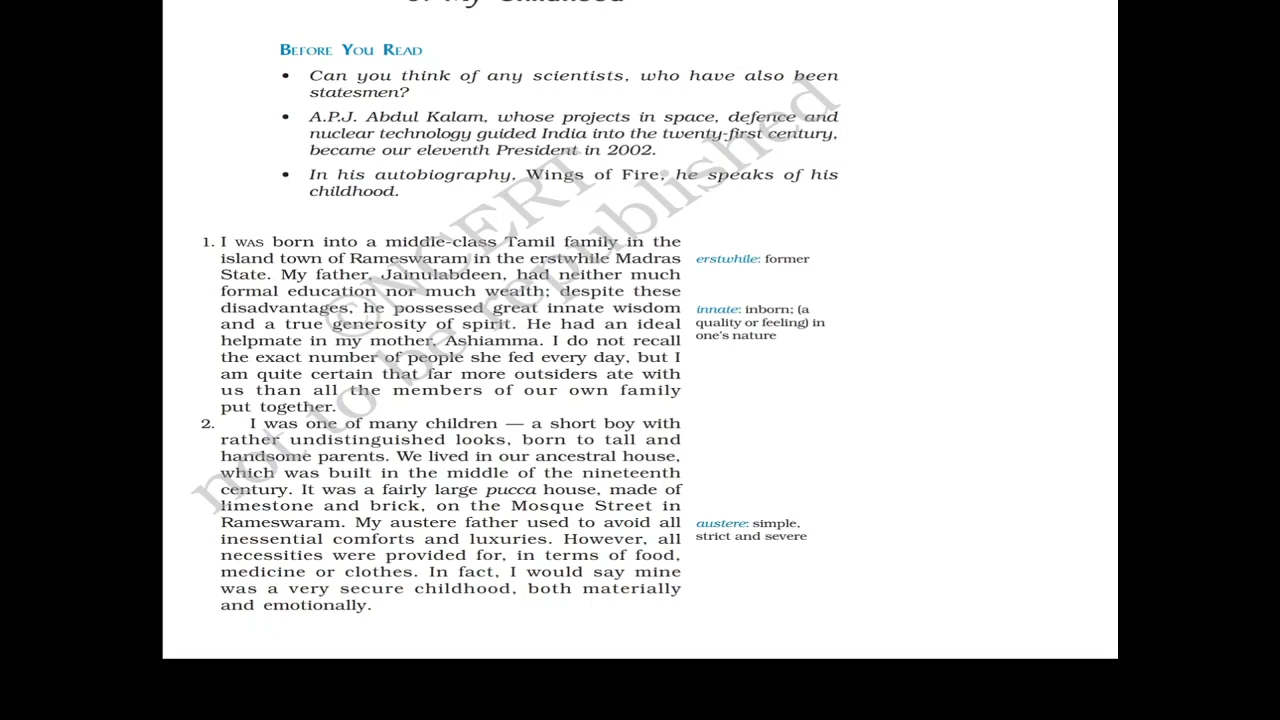 5. My Childhood
BEFORE YOU READ
• Can you think of any scientists, who have also been
statesmen?
• A.P.J. Abdul Kalam, whose projects in space, defence and
nuclear technology guided India into the twenty-first century,
became our eleventh President in 2002.
• In his autobiography, Wings of Fire, he speaks of his
childhood.
1. I WAS born into a middle-class Tamil family in the
island town of Rameswaram in the erstwhile Madras
State. My father, Jainulabdeen, had neither much
formal education nor much wealth; despite these
disadvantages, he possessed great innate wisdom
and a true generosity of spirit. He had an ideal
helpmate in my mother, Ashiamma. I do not recall
the exact number of people she fed every day, but I
am quite certain that far more outsiders ate with
us than all the members of our own family
put together.
erstwhile: former
innate: inborn; (a
quality or feeling) in
one's nature
2. I was one of many children — a short boy with
rather undistinguished looks, born to tall and
handsome parents. We lived in our ancestral house,
which was built in the middle of the nineteenth
century. It was a fairly large pucca house, made of
limestone and brick, on the Mosque Street in
Rameswaram. My austere father used to avoid all
inessential comforts and luxuries. However, all
necessities were provided for, in terms of food,
medicine or clothes. In fact, I would say mine
was a very secure childhood, both materially
and emotionally.
austere: simple,
strict and severe
©NCERT
not to be republished